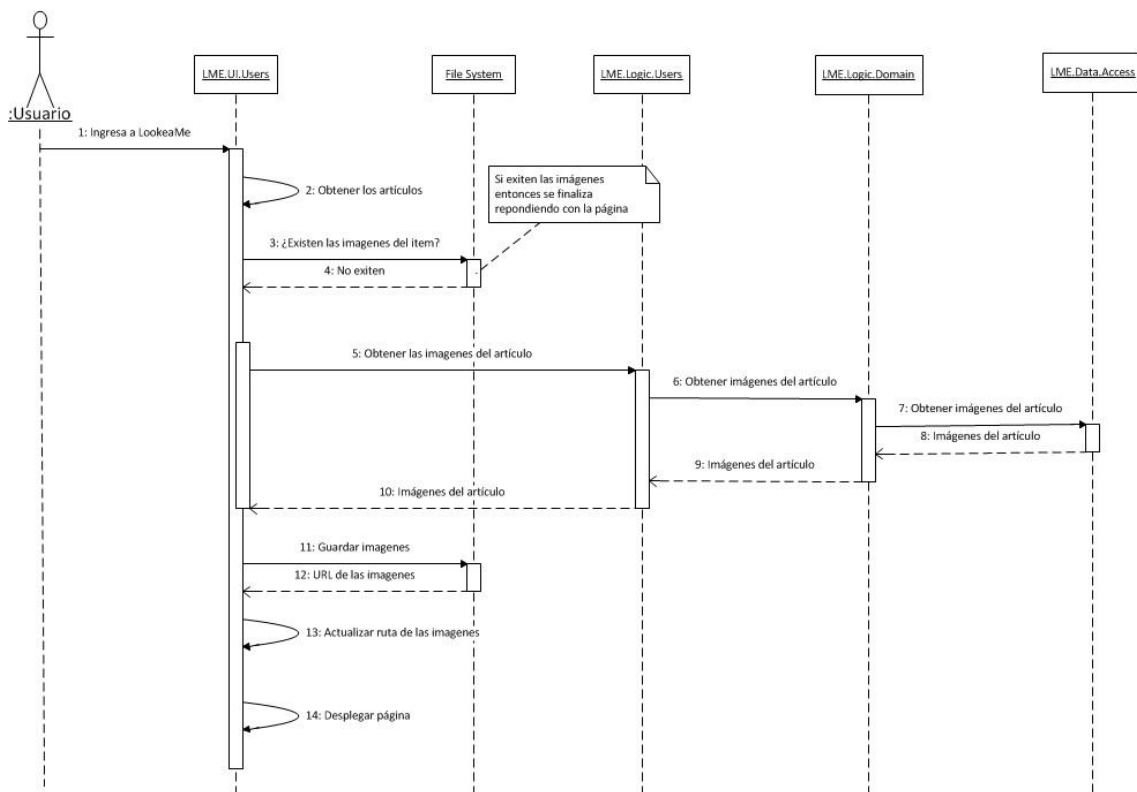 LME.UI.Users
File System
LME.Logic.Users
LME.Logic.Domain
LME.Data.Access
:Usuario
1: Ingresa a LookeaMe
2: Obtener los artículos
Si exiten las imágenes
entonces se finaliza
repondiendo con la página
3: ¿Existen las imagenes del item?
4: No exiten
5: Obtener las imagenes del artículo
6: Obtener imágenes del artículo
7: Obtener imágenes del artículo
8: Imágenes del artículo
9: Imágenes del artículo
10: Imágenes del artículo
11: Guardar imagenes
12: URL de las imagenes
13: Actualizar ruta de las imagenes
14: Desplegar página